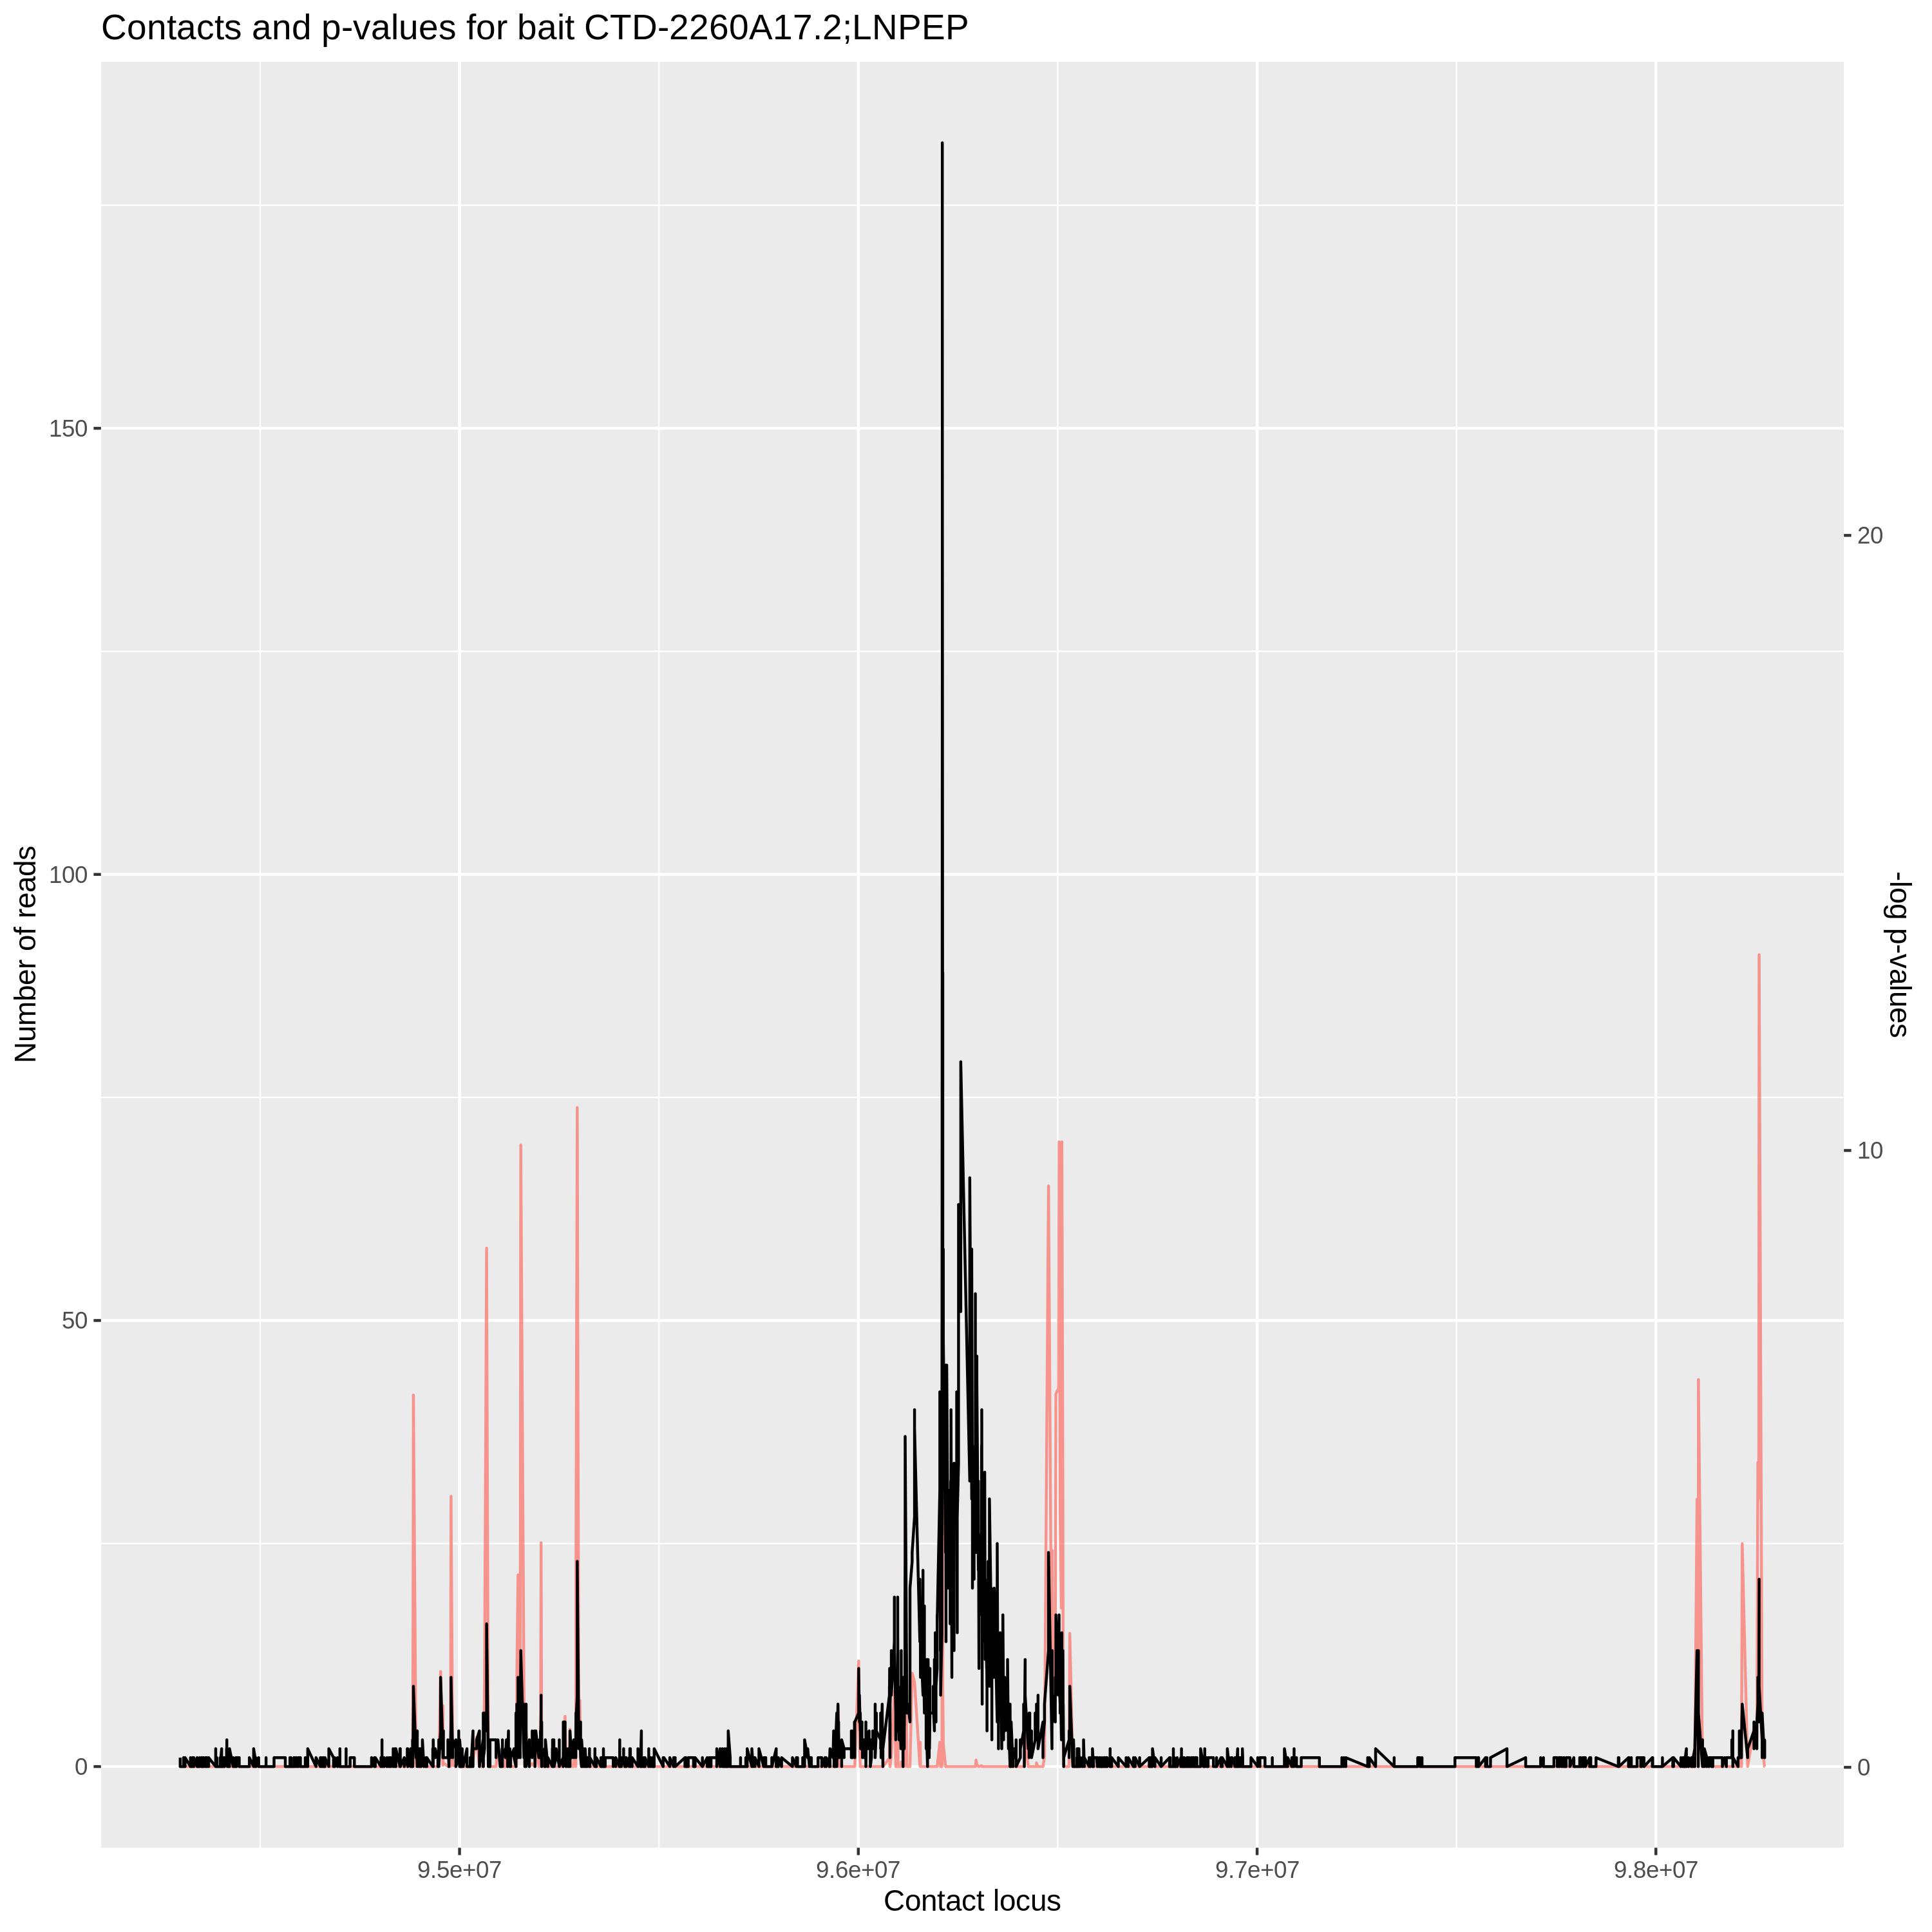 Contacts and p-values for bait CTD-2260A17.2;LNPEP
150
100
50
0
Number of reads
20
10
0
-log p-values
9.5e+07
9.6e+07
9.7e+07
9.8e+07
Contact locus